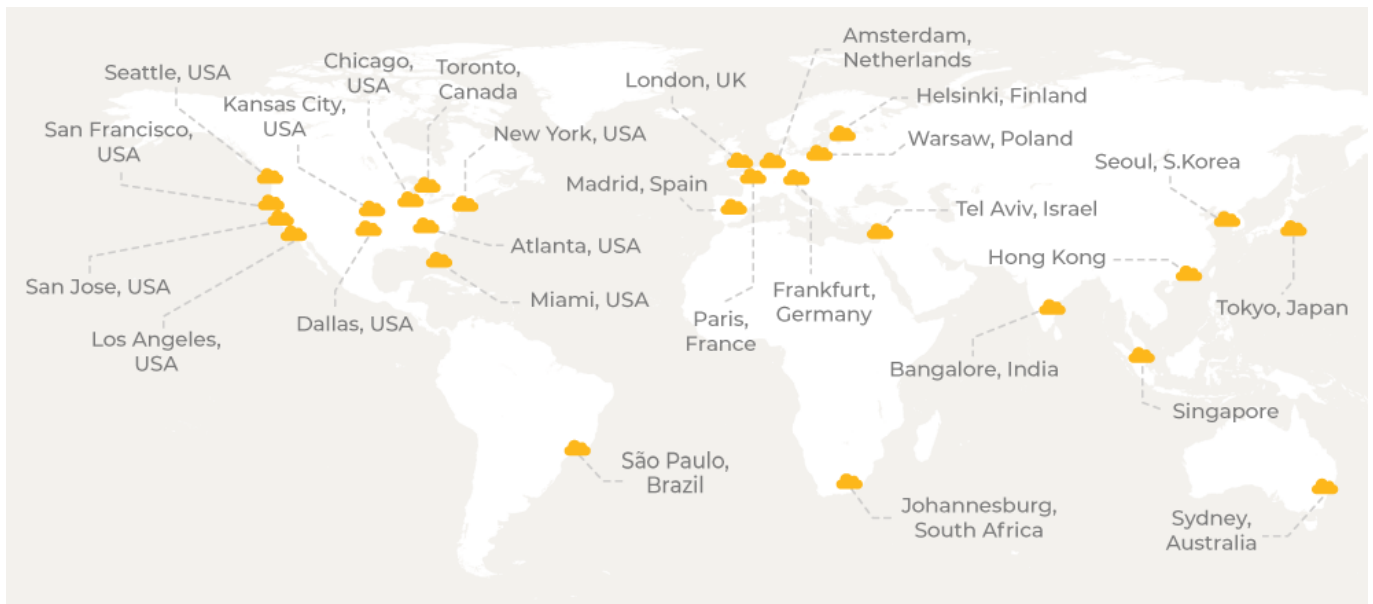 Seattle, USA
Chicago,
USA
Toronto,
Canada
Kansas City,
USA
San Francisco,
USA
New York, USA
San Jose, USA
Los Angeles,
USA
Dallas, USA
Atlanta, USA
Miami, USA
São Paulo,
Brazil
London, UK
Amsterdam,
Netherlands
Helsinki, Finland
Warsaw, Poland
Madrid, Spain
Tel Aviv, Israel
Paris,
France
Frankfurt,
Germany
Seoul, S.Korea
Hong Kong
Tokyo, Japan
Bangalore, India
Singapore
Johannesburg,
South Africa
Sydney,
Australia